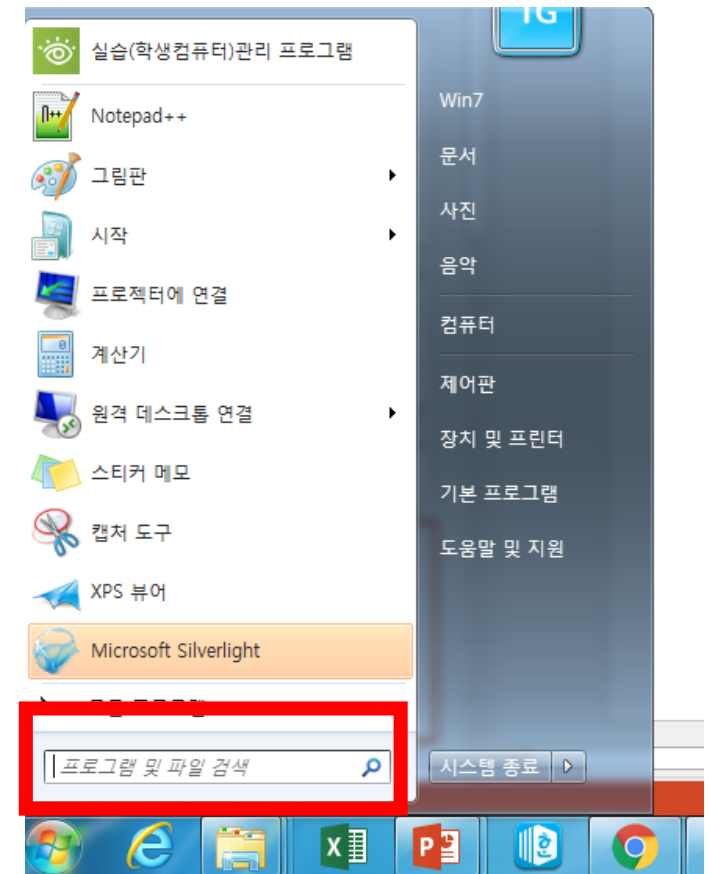 TG
실습(학생컴퓨터)관리 프로그램
Notepad++
그림판
시작
프로젝터에 연결
계산기
원격 데스크톱 연결
스티커 메모
캡처 도구
XPS 뷰어
Microsoft Silverlight
프로그램 및 파일 검색
Win7
문서
사진
음악
컴퓨터
제어판
장치 및 프린터
기본 프로그램
도움말 및 지원
시스템 종료